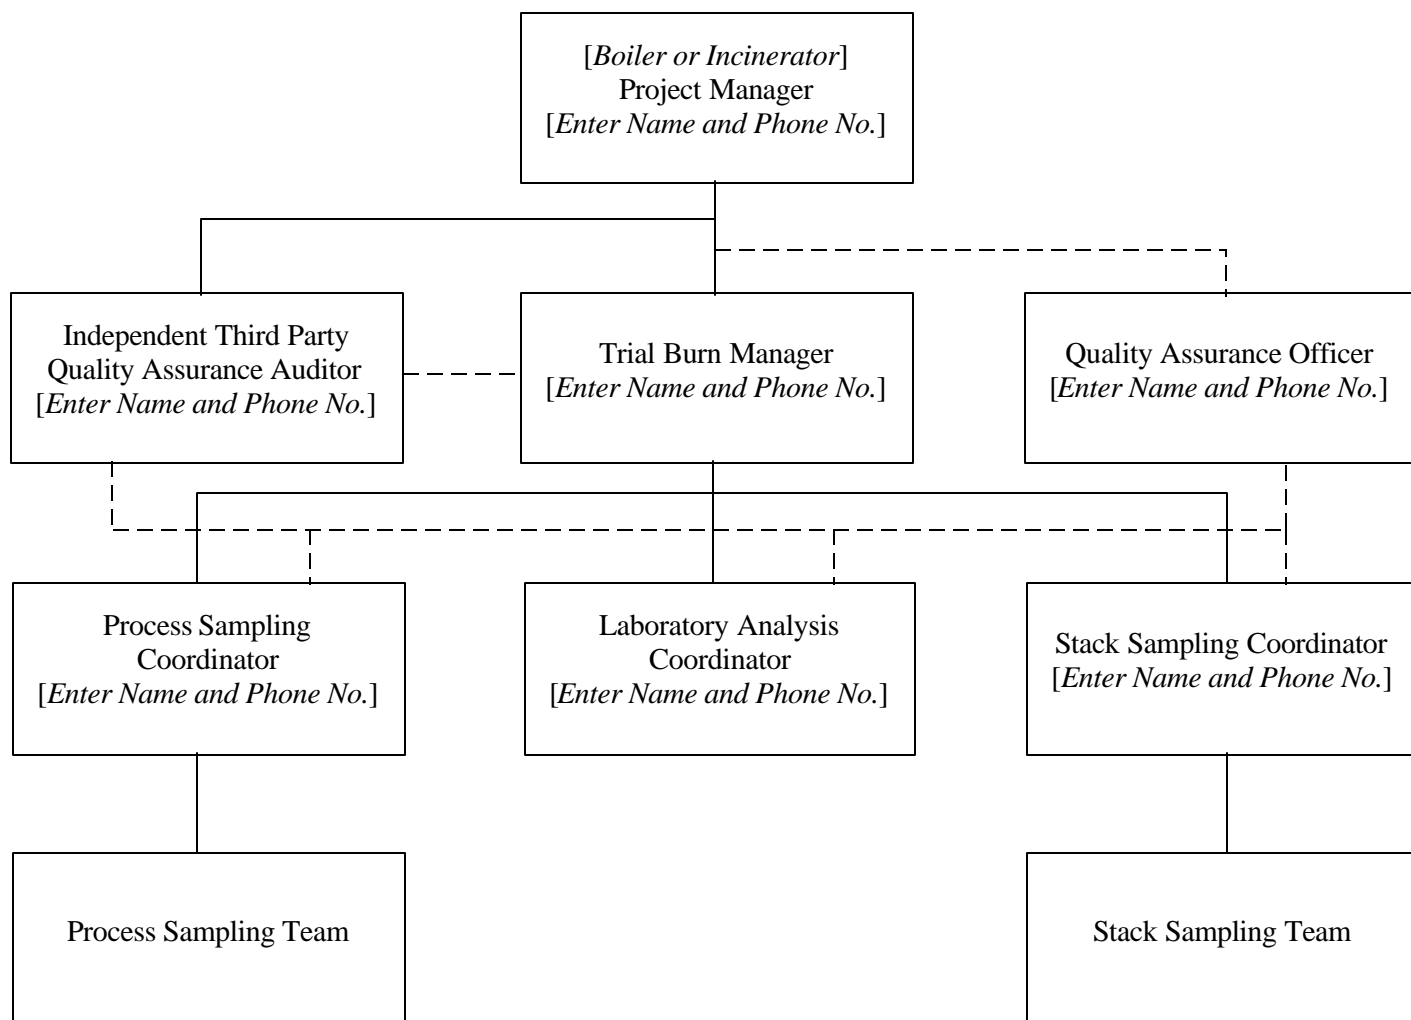 [Boiler or Incinerator]
Project Manager
[Enter Name and Phone No.]
Independent Third Party
Quality Assurance Auditor
[Enter Name and Phone No.]
Trial Burn Manager
[Enter Name and Phone No.]
Quality Assurance Officer
[Enter Name and Phone No.]
Process Sampling
Coordinator
[Enter Name and Phone No.]
Laboratory Analysis
Coordinator
[Enter Name and Phone No.]
Stack Sampling Coordinator
[Enter Name and Phone No.]
Process Sampling Team
Stack Sampling Team